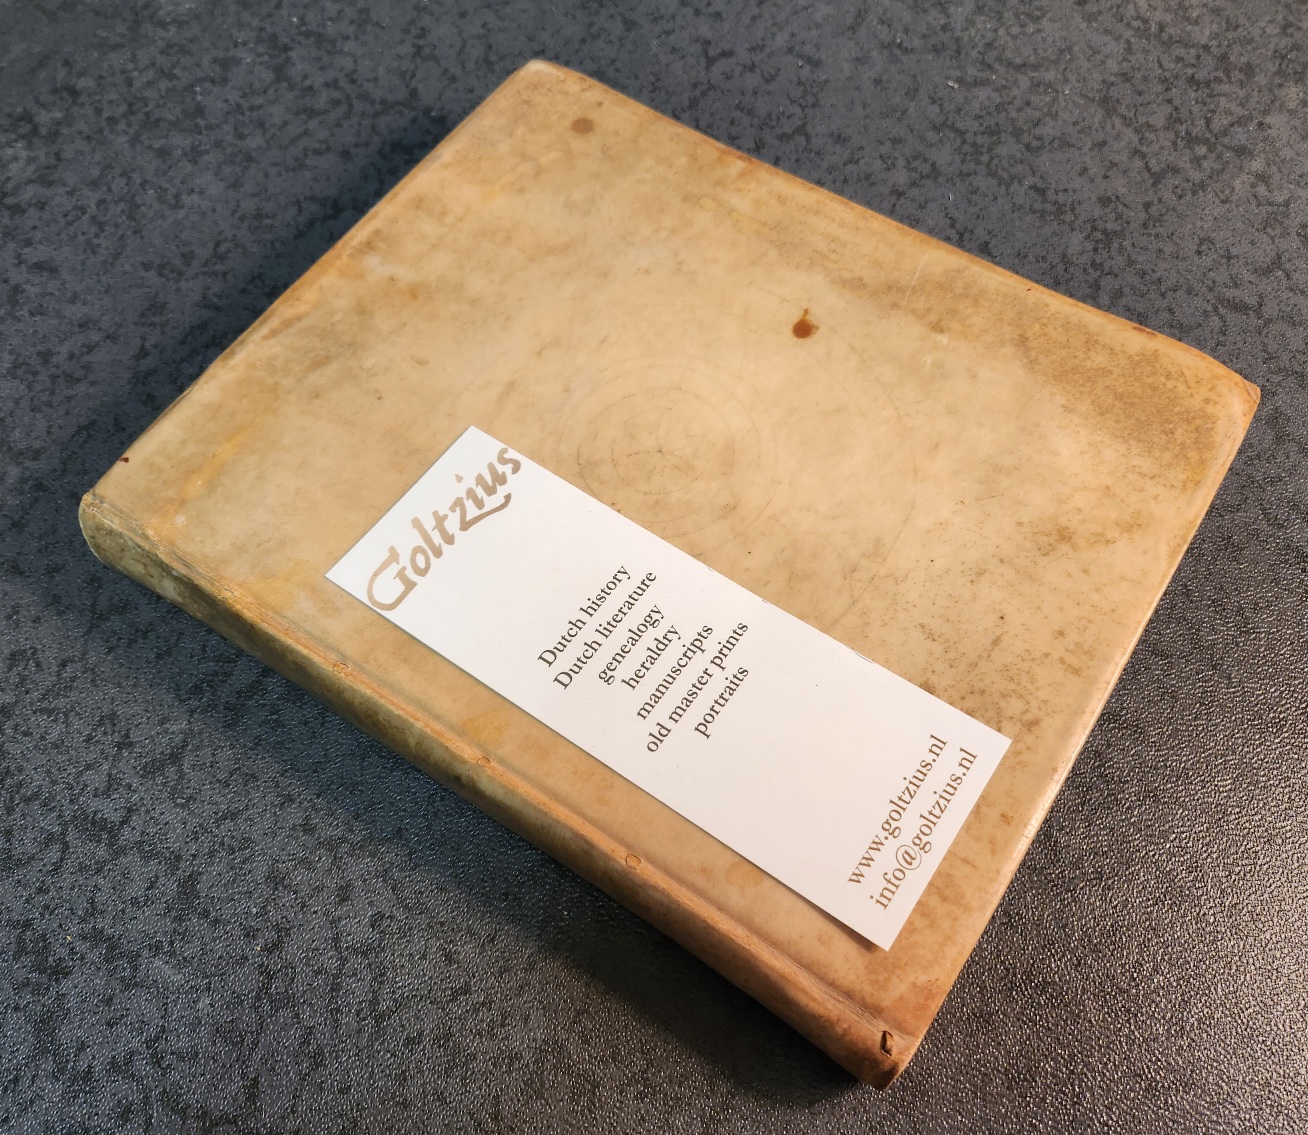 Goltzius
Dutch history
Dutch literature
genealogy
heraldry
manuscripts
old master prints
portraits
www.goltzius.nl
info@goltzius.nl